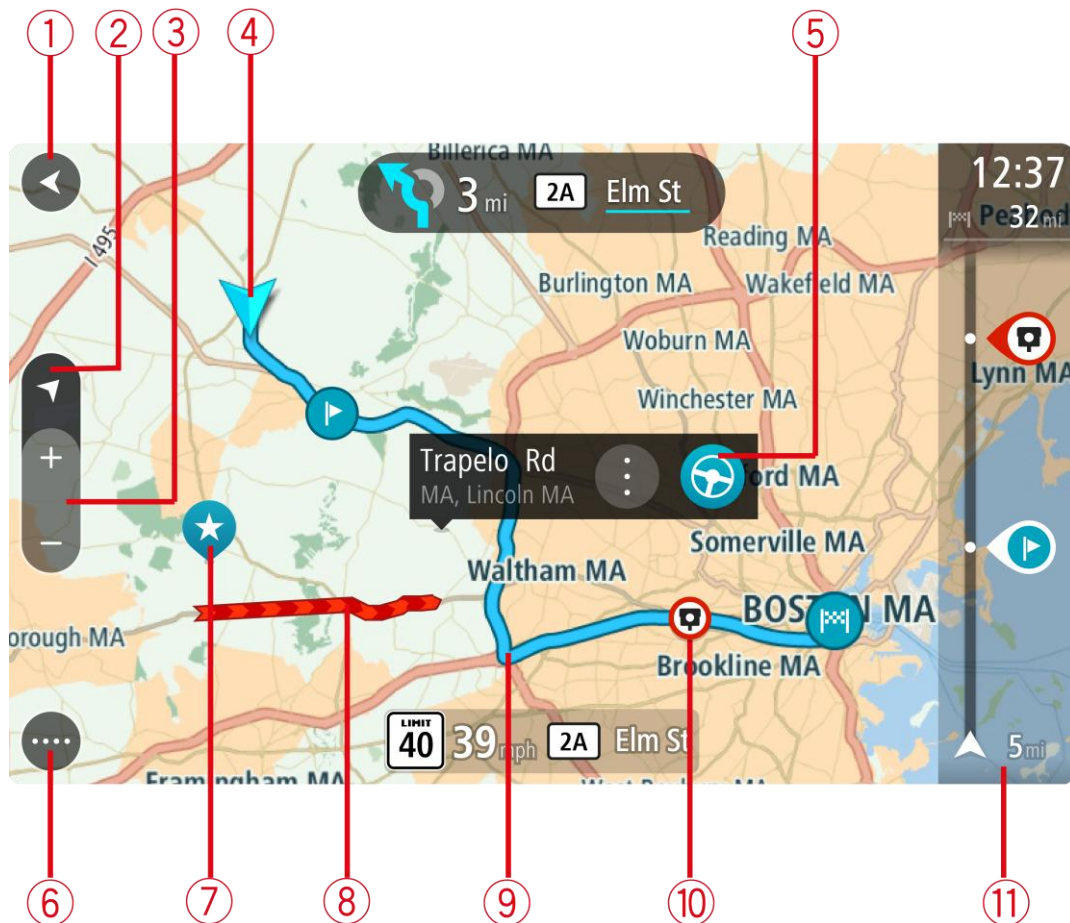 ① ② ③ ④ ⑤
Billerica MA
12:37
3 mi 2A Elm St
32 mi
I 495
Reading MA
Burlington MA Wakefield MA
Woburn MA
Lynn MA
Winchester MA
+
Trapelo Rd
MA, Lincoln MA
ford MA
−
Somerville MA
Waltham MA
BOSTON MA
orough MA
Brookline MA
LIMIT
40 39 mph 2A Elm St
5 mi
Framingham MA
⑥ ⑦ ⑧ ⑨ ⑩ ⑪